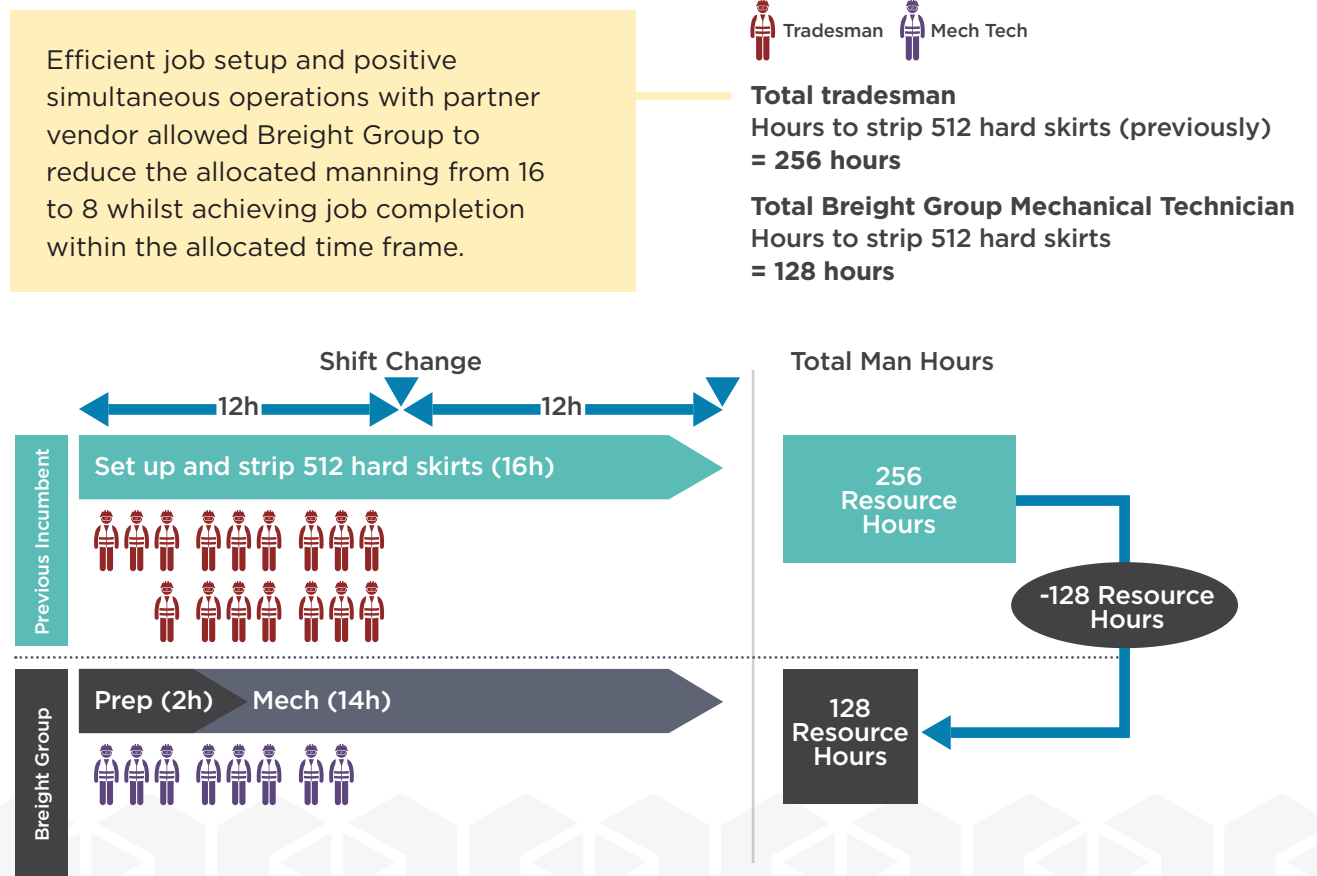 Efficient job setup and positive
simultaneous operations with partner
vendor allowed Breight Group to
reduce the allocated manning from 16
to 8 whilst achieving job completion
within the allocated time frame.
Tradesman
Mech Tech
Total tradesman
Hours to strip 512 hard skirts (previously)
= 256 hours
Total Breight Group Mechanical Technician
Hours to strip 512 hard skirts
= 128 hours
Shift Change
12h
12h
Total Man Hours
Previous Incumbent
Set up and strip 512 hard skirts (16h)
256
Resource
Hours
-128 Resource
Hours
Breight Group
Prep (2h)
Mech (14h)
128
Resource
Hours